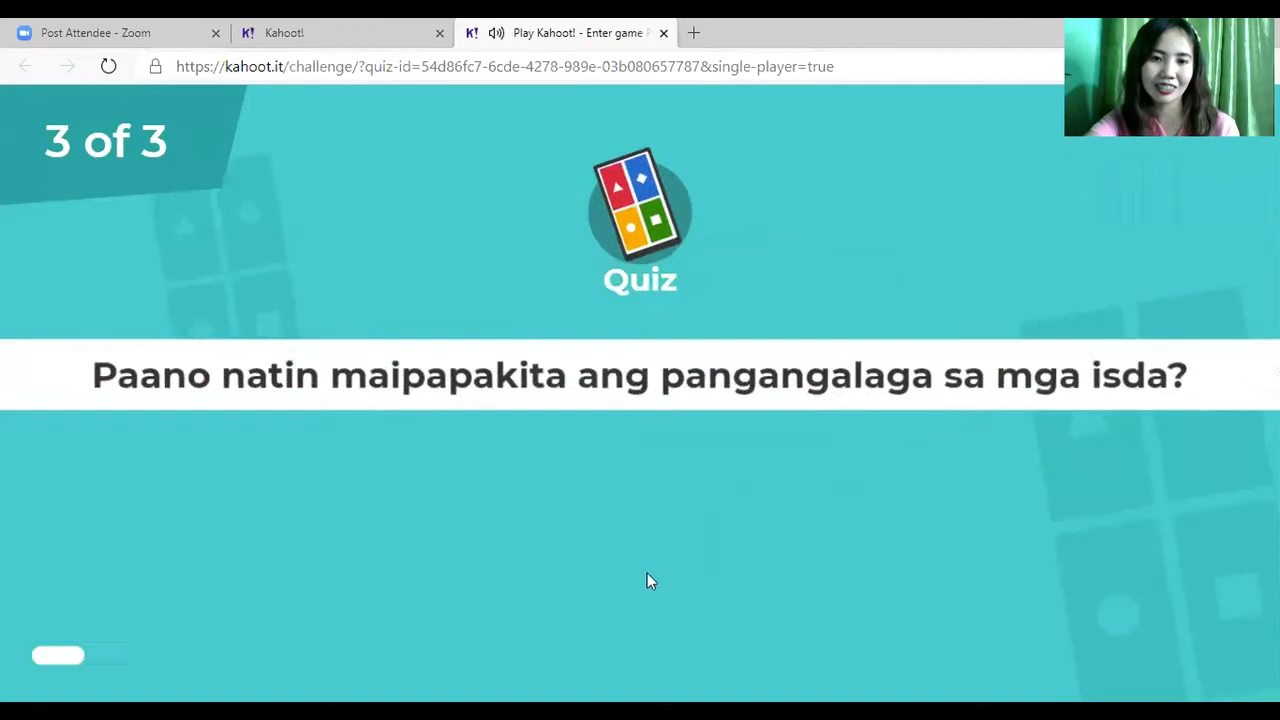 Post Attendee - Zoom
K! Kahoot!
K! Play Kahoot! - Enter game P
https://kahoot.it/challenge/?quiz-id=54d86fc7-6cde-4278-989e-03b080657787&single-player=true
3 of 3
Quiz
Paano natin maipapakita ang pangangalaga sa mga isda?